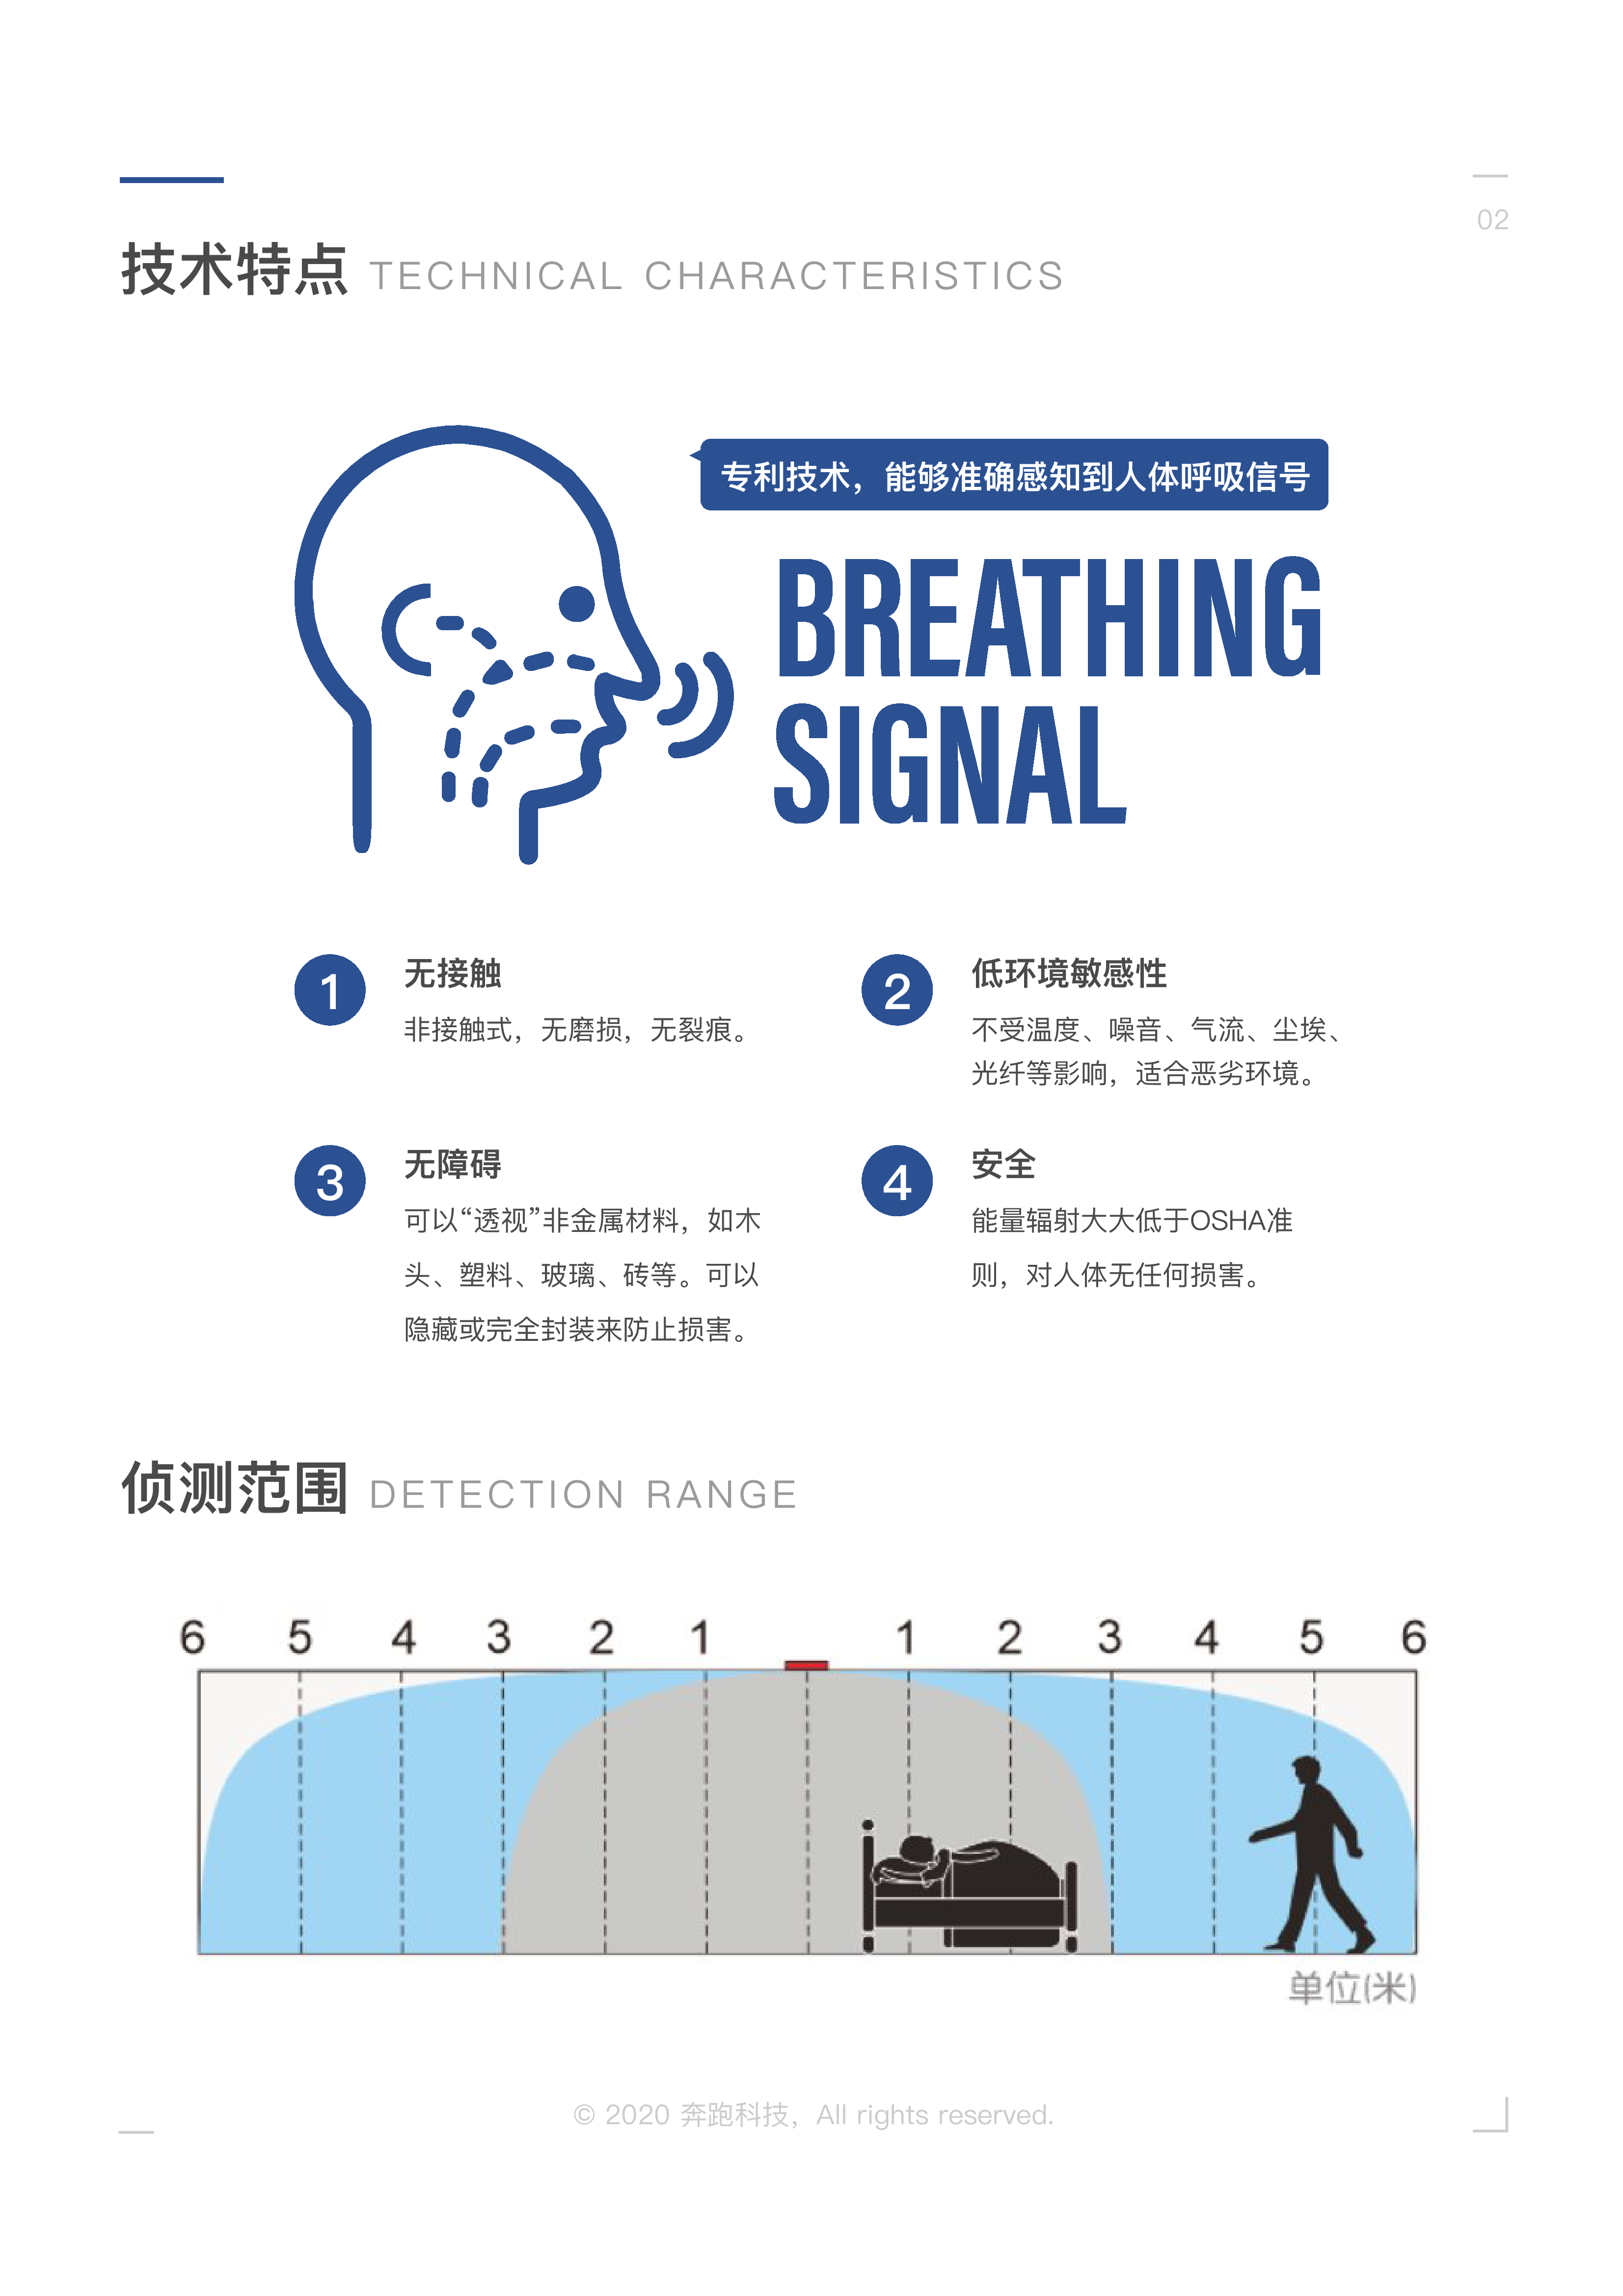 02
技术特点 TECHNICAL CHARACTERISTICS
专利技术，能够准确感知到人体呼吸信号
BREATHING
SIGNAL
1 无接触
非接触式，无磨损，无裂痕。
2 低环境敏感性
不受温度、噪音、气流、尘埃、
光纤等影响，适合恶劣环境。
3 无障碍
可以“透视”非金属材料，如木
头、塑料、玻璃、砖等。可以
隐藏或完全封装来防止损害。
4 安全
能量辐射大大低于OSHA准
则，对人体无任何损害。
侦测范围 DETECTION RANGE
6 5 4 3 2 1 1 2 3 4 5 6
单位(米)
© 2020 奔跑科技，All rights reserved.